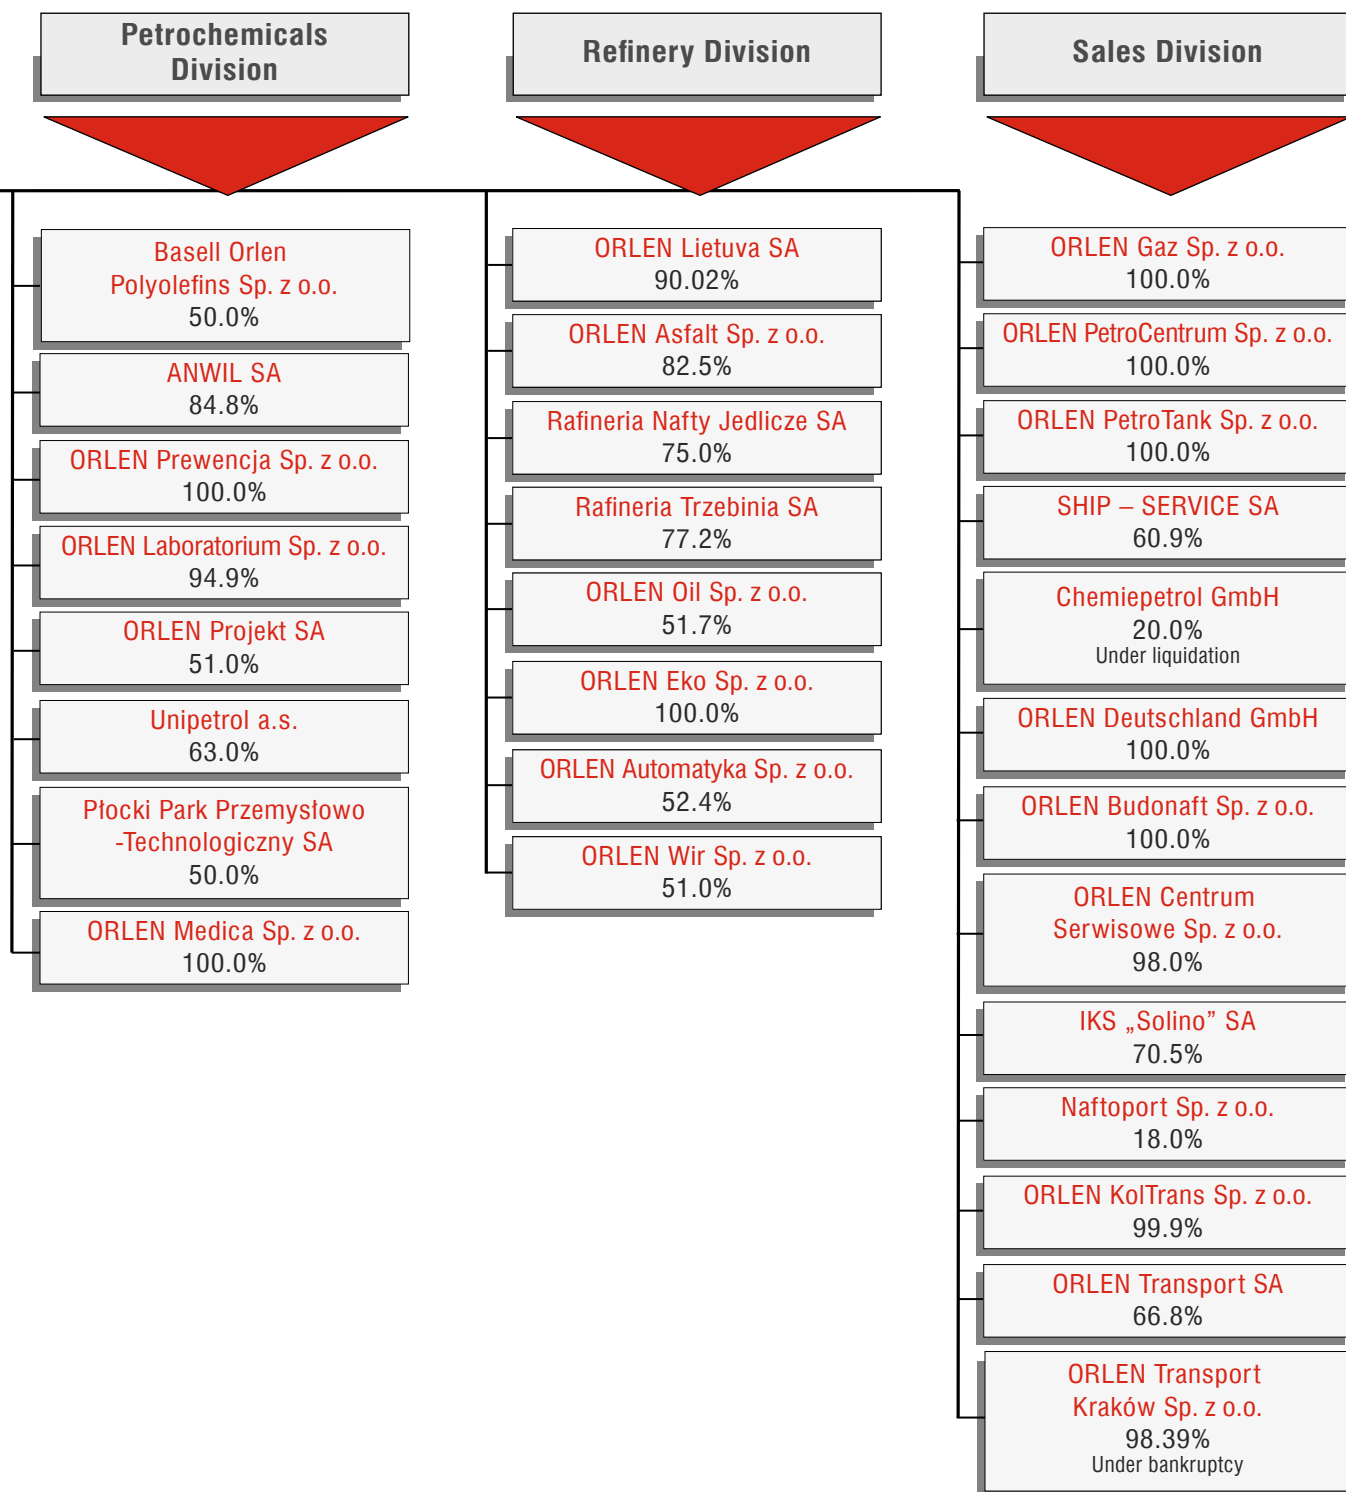 Petrochemicals
Division
Basell Orlen
Polyolefins Sp. z o.o.
50.0%
ANWIL SA
84.8%
ORLEN Prewencja Sp. z o.o.
100.0%
ORLEN Laboratorium Sp. z o.o.
94.9%
ORLEN Projekt SA
51.0%
Unipetrol a.s.
63.0%
Płocki Park Przemysłowo
-Technologiczny SA
50.0%
ORLEN Medica Sp. z o.o.
100.0%
Refinery Division
ORLEN Lietuva SA
90.02%
ORLEN Asfalt Sp. z o.o.
82.5%
Rafineria Nafty Jedlicze SA
75.0%
Rafineria Trzebinia SA
77.2%
ORLEN Oil Sp. z o.o.
51.7%
ORLEN Eko Sp. z o.o.
100.0%
ORLEN Automatyka Sp. z o.o.
52.4%
ORLEN Wir Sp. z o.o.
51.0%
Sales Division
ORLEN Gaz Sp. z o.o.
100.0%
ORLEN PetroCentrum Sp. z o.o.
100.0%
ORLEN PetroTank Sp. z o.o.
100.0%
SHIP – SERVICE SA
60.9%
Chemiepetrol GmbH
20.0%
Under liquidation
ORLEN Deutschland GmbH
100.0%
ORLEN Budonaft Sp. z o.o.
100.0%
ORLEN Centrum
Serwisowe Sp. z o.o.
98.0%
IKS „Solino” SA
70.5%
Naftoport Sp. z o.o.
18.0%
ORLEN KolTrans Sp. z o.o.
99.9%
ORLEN Transport SA
66.8%
ORLEN Transport
Kraków Sp. z o.o.
98.39%
Under bankruptcy